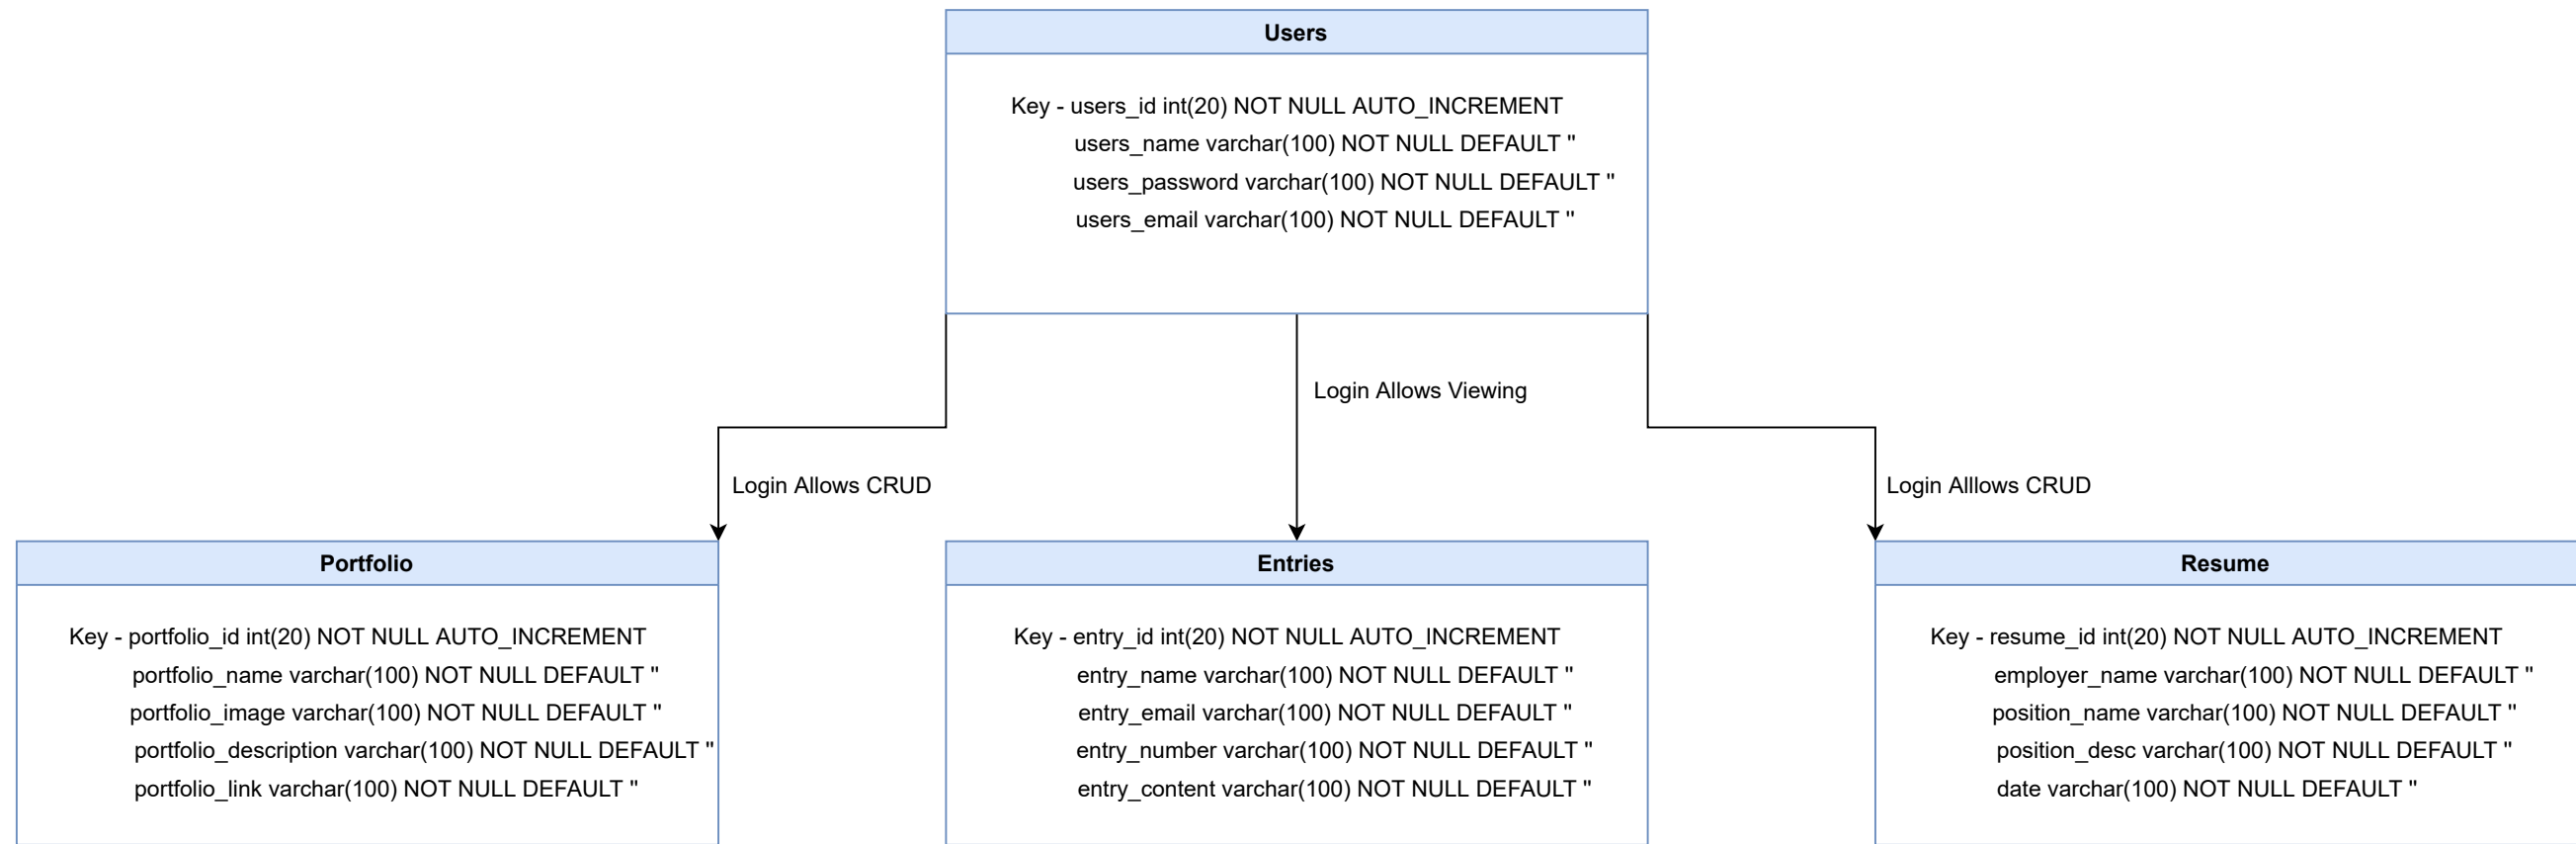 Users
Key - users_id int(20) NOT NULL AUTO_INCREMENT
users_name varchar(100) NOT NULL DEFAULT ''
users_password varchar(100) NOT NULL DEFAULT ''
users_email varchar(100) NOT NULL DEFAULT ''
Login Allows Viewing
Login Allows CRUD
Login Alllows CRUD
Portfolio
Key - portfolio_id int(20) NOT NULL AUTO_INCREMENT
portfolio_name varchar(100) NOT NULL DEFAULT ''
portfolio_image varchar(100) NOT NULL DEFAULT ''
portfolio_description varchar(100) NOT NULL DEFAULT ''
portfolio_link varchar(100) NOT NULL DEFAULT ''
Entries
Key - entry_id int(20) NOT NULL AUTO_INCREMENT
entry_name varchar(100) NOT NULL DEFAULT ''
entry_email varchar(100) NOT NULL DEFAULT ''
entry_number varchar(100) NOT NULL DEFAULT ''
entry_content varchar(100) NOT NULL DEFAULT ''
Resume
Key - resume_id int(20) NOT NULL AUTO_INCREMENT
employer_name varchar(100) NOT NULL DEFAULT ''
position_name varchar(100) NOT NULL DEFAULT ''
position_desc varchar(100) NOT NULL DEFAULT ''
date varchar(100) NOT NULL DEFAULT ''